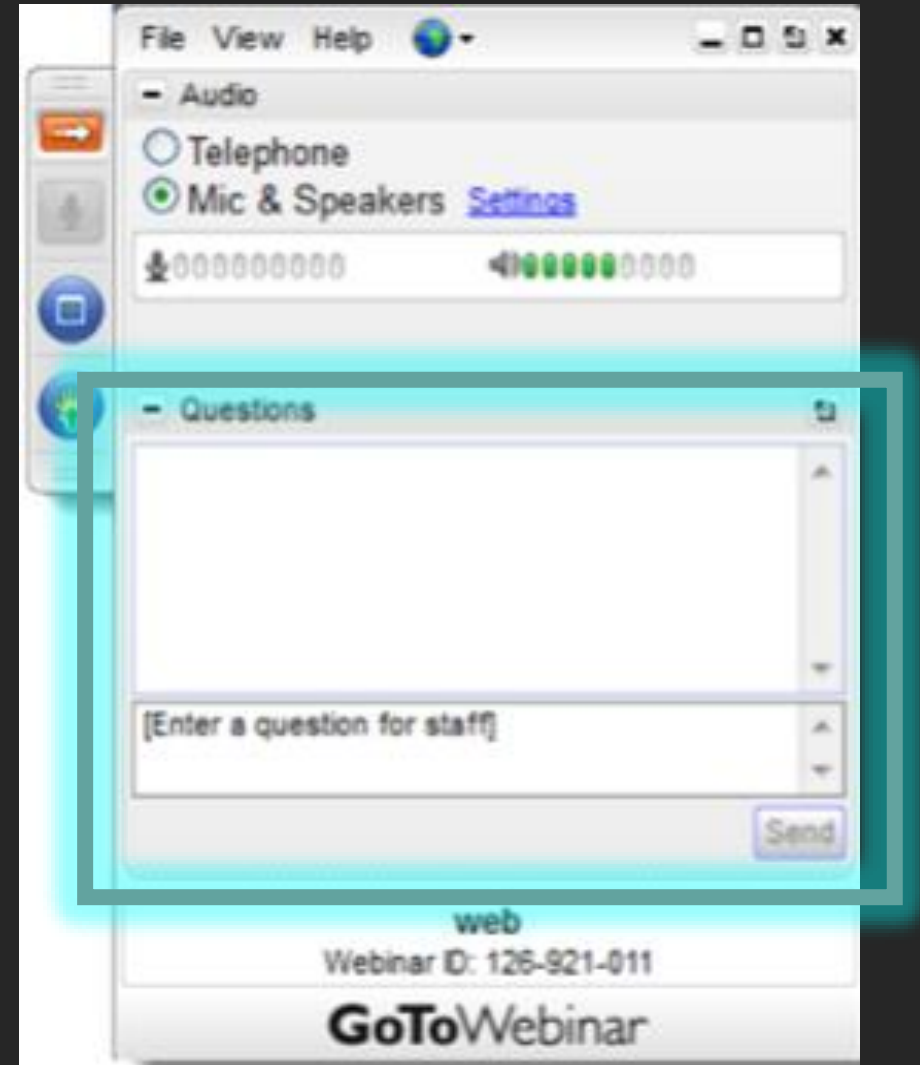 File View Help
- Audio
Telephone
Mic & Speakers Settings
- Questions
[Enter a question for staff]
Send
web
Webinar ID: 126-921-011
GoToWebinar